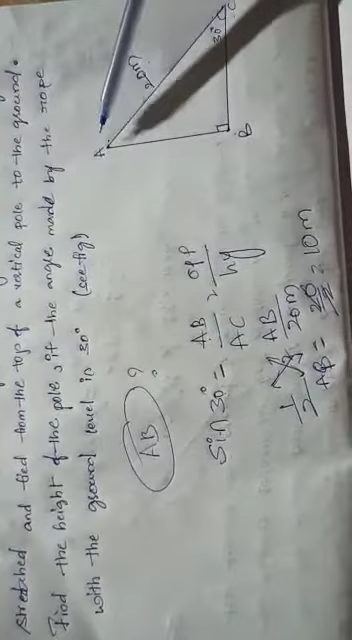 stretched and tied from the top of a vertical pole to the ground.
Find the height of the pole, if the angle made by the rope
with the ground level is 30° (see fig)
A
20m
30°
C
B
AB ?
Sin 30° = AB/AC = opp/hy
1/2 = AB/20m
AB = 20/2 = 10m